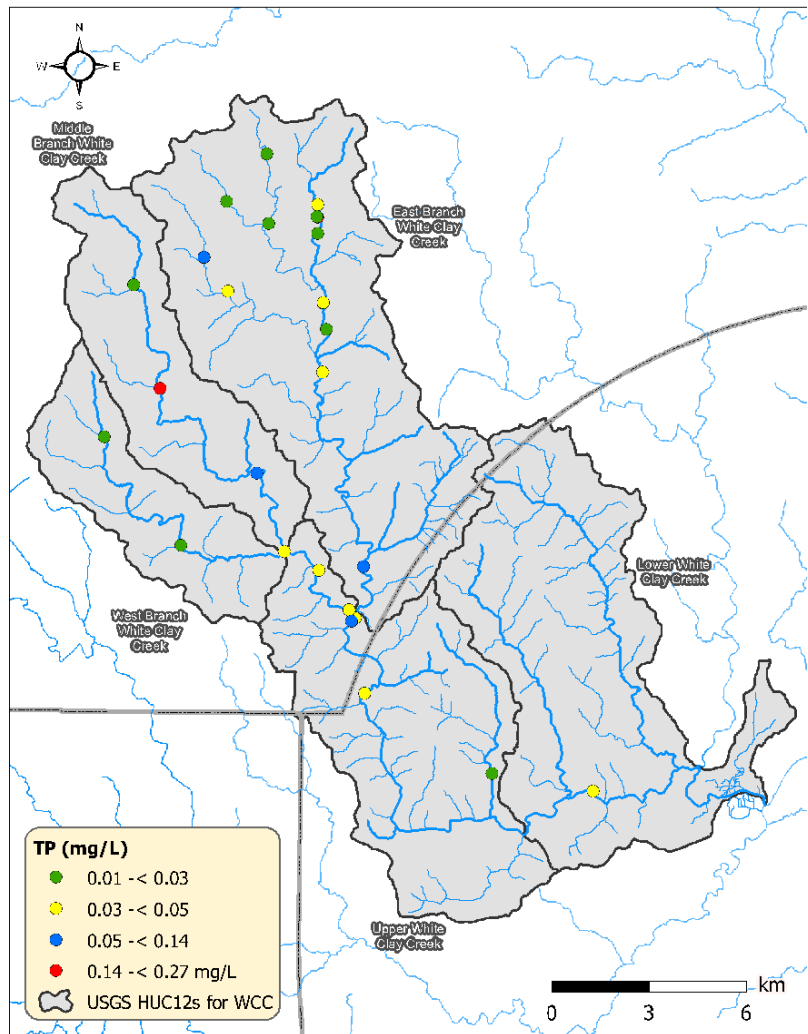 N
W E
S
Middle
Branch White
Clay Creek
East Branch
White Clay
Creek
Lower White
Clay Creek
West Branch
White Clay
Creek
Upper White
Clay Creek
TP (mg/L)
0.01 -< 0.03
0.03 -< 0.05
0.05 -< 0.14
0.14 -< 0.27 mg/L
USGS HUC12s for WCC
km
0 3 6